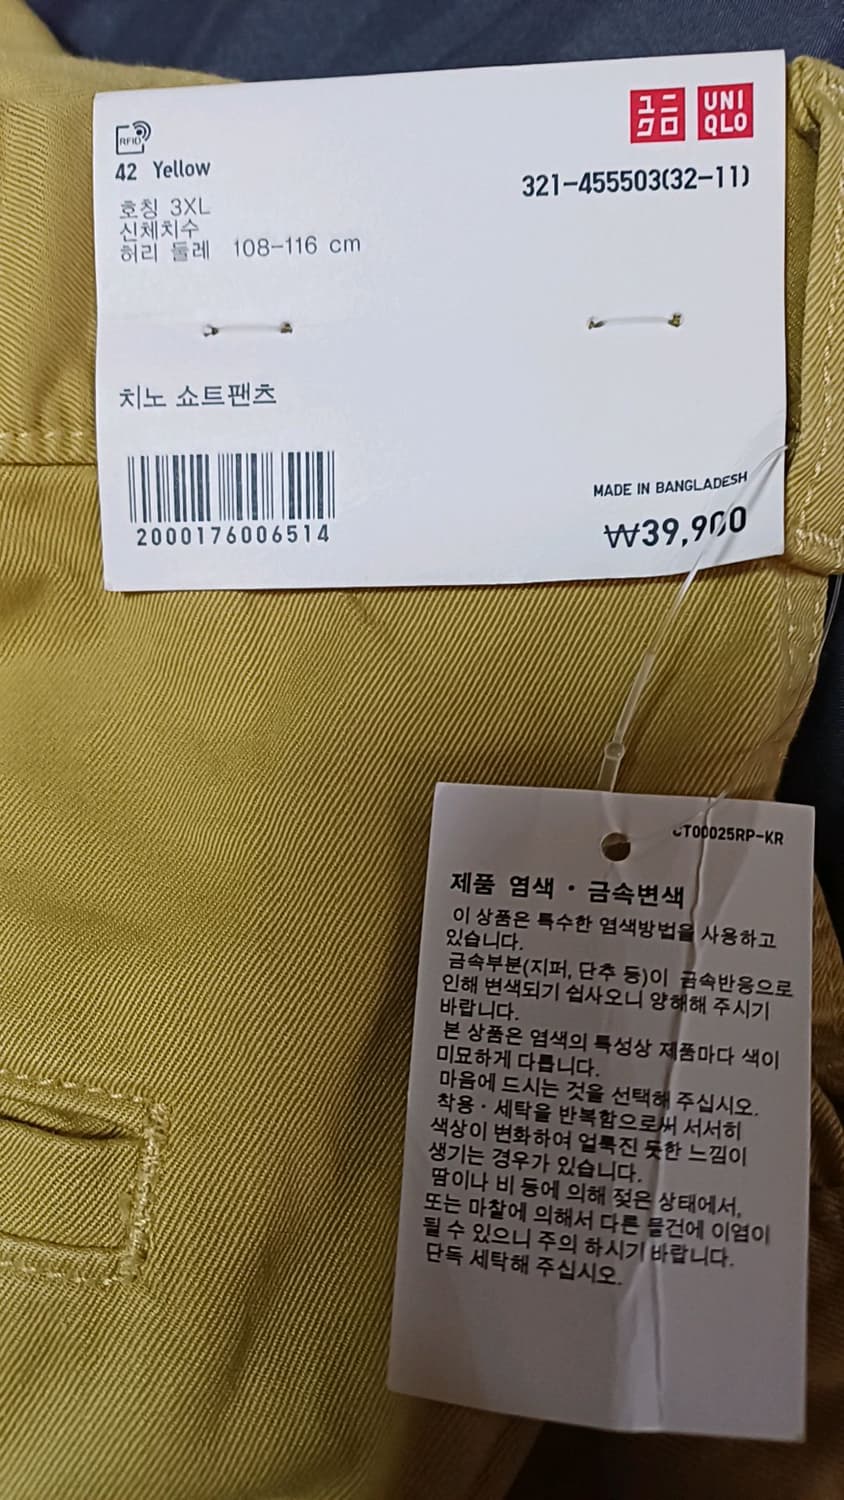 RFID
ユニ
クロ
UNI
QLO
42 Yellow
321-455503(32-11)
호칭 3XL
신체치수
허리 둘레 108-116 cm
치노 쇼트팬츠
2000176006514
MADE IN BANGLADESH
₩39,900
CT00025RP-KR
제품 염색・금속변색
이 상품은 특수한 염색방법을 사용하고
있습니다.
금속부분(지퍼, 단추 등)이 금속반응으로
인해 변색되기 쉽사오니 양해해 주시기
바랍니다.
본 상품은 염색의 특성상 제품마다 색이
미묘하게 다릅니다.
마음에 드시는 것을 선택해 주십시오.
착용・세탁을 반복함으로써 서서히
색상이 변화하여 얼룩진 듯한 느낌이
생기는 경우가 있습니다.
땀이나 비 등에 의해 젖은 상태에서,
또는 마찰에 의해서 다른 물건에 이염이
될 수 있으니 주의 하시기 바랍니다.
단독 세탁해 주십시오.